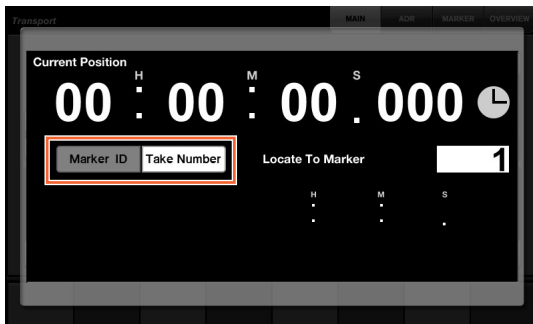 Transport
MAIN ADR MARKER OVERVIEW
Current Position
H M S
00 : 00 : 00 . 000
Marker ID Take Number Locate To Marker 1
H M S
: : .